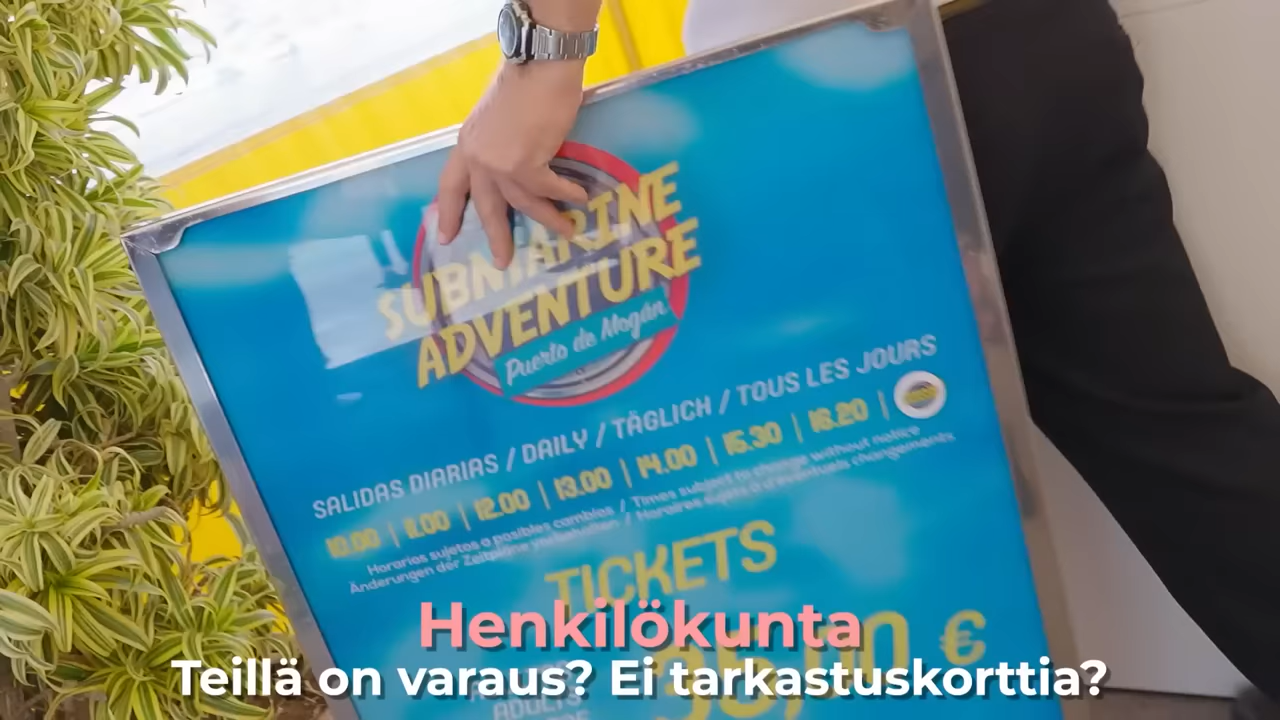 SUBMARINE
ADVENTURE
Puerto de Mogán
SALIDAS DIARIAS / DAILY / TÄGLICH / TOUS LES JOURS
10.00 | 11.00 | 12.00 | 13.00 | 14.00 | 15.30 | 16.20 |
Horarios sujetos a posibles cambios / Times subject to change without notice
Änderungen der Zeitpläne vorbehalten / Horaires sujets à d'éventuels changements
TICKETS
€
ADULTS
Henkilökunta
Teillä on varaus? Ei tarkastuskorttia?